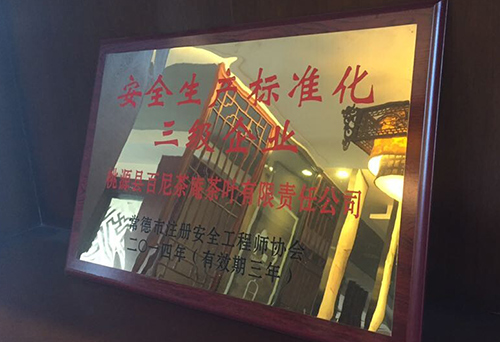 安全生产标准化
三级企业
桃源县百尼茶庵茶叶有限责任公司
常德市注册安全工程师协会
二〇一四年(有效期三年)